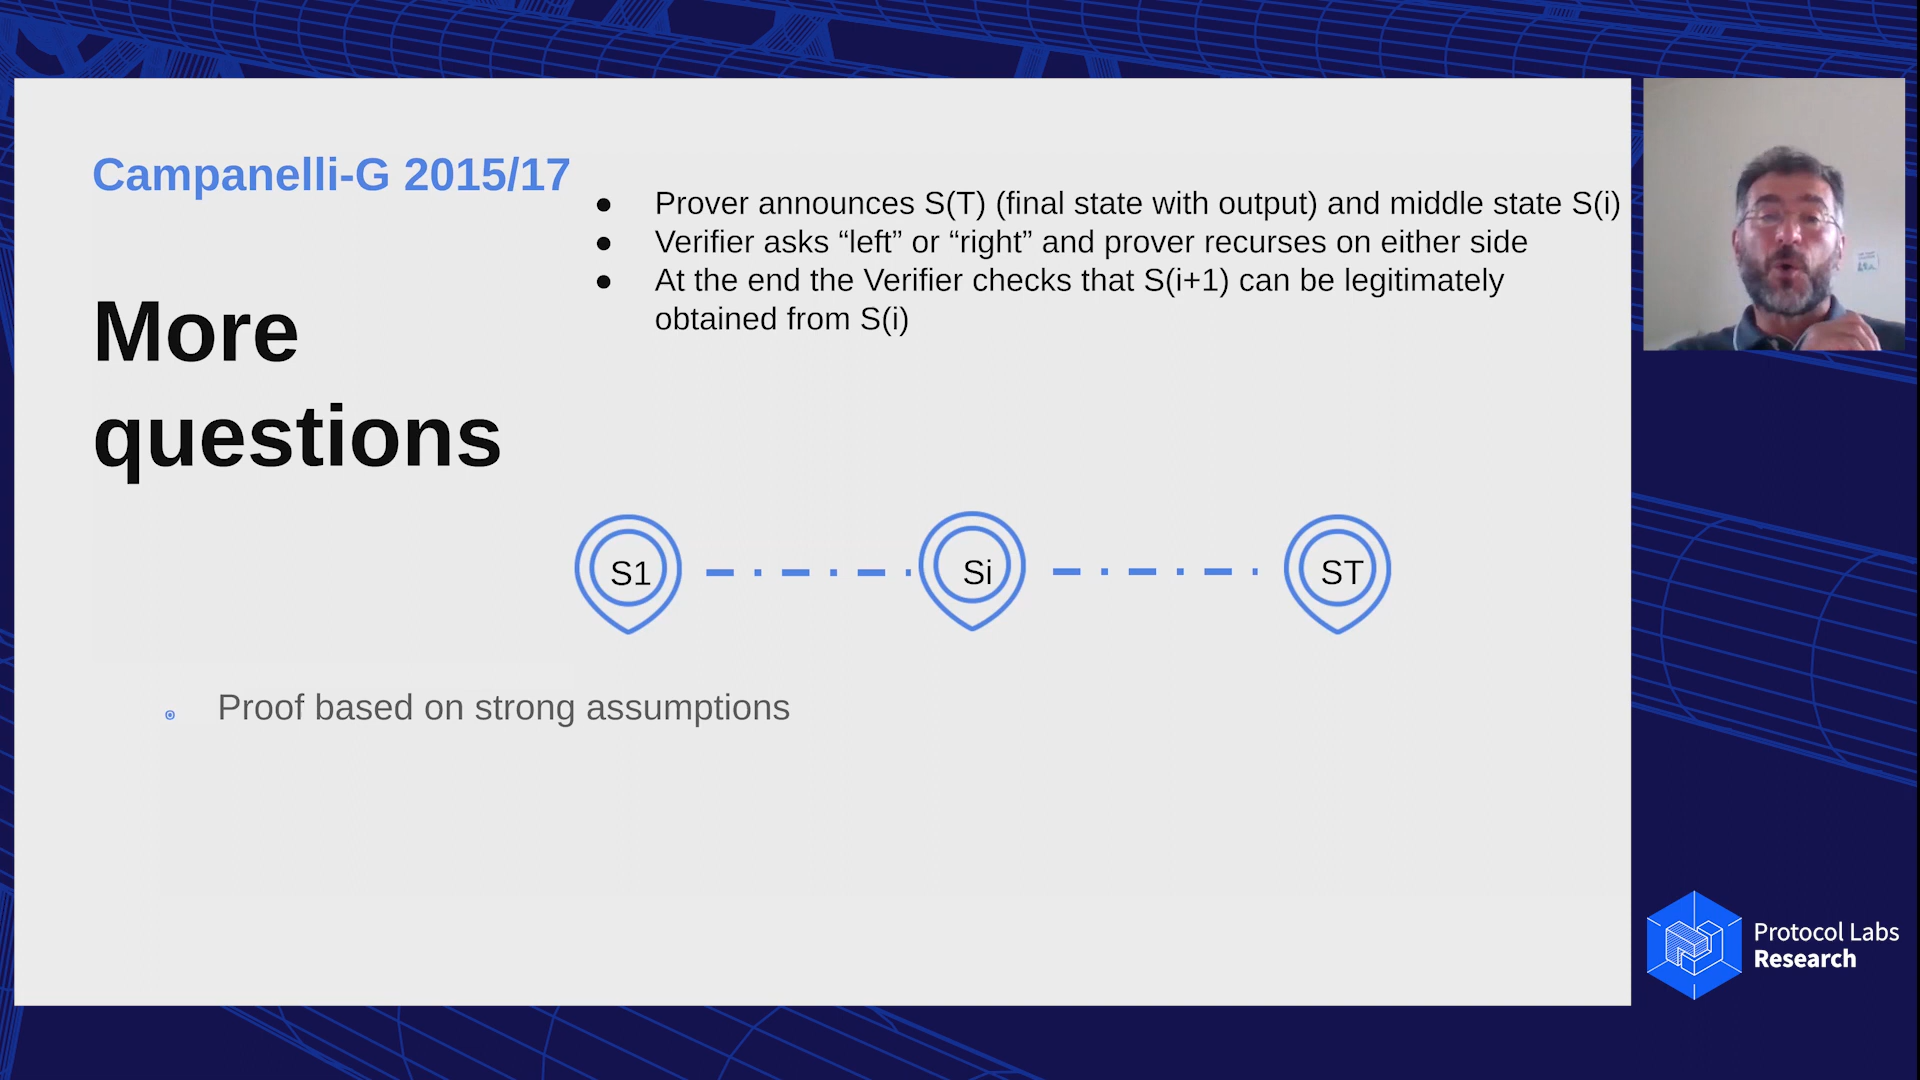 Campanelli-G 2015/17
More
questions
● Prover announces S(T) (final state with output) and middle state S(i)
● Verifier asks “left” or “right” and prover recurses on either side
● At the end the Verifier checks that S(i+1) can be legitimately
obtained from S(i)
S1 Si ST
Proof based on strong assumptions
Protocol Labs
Research